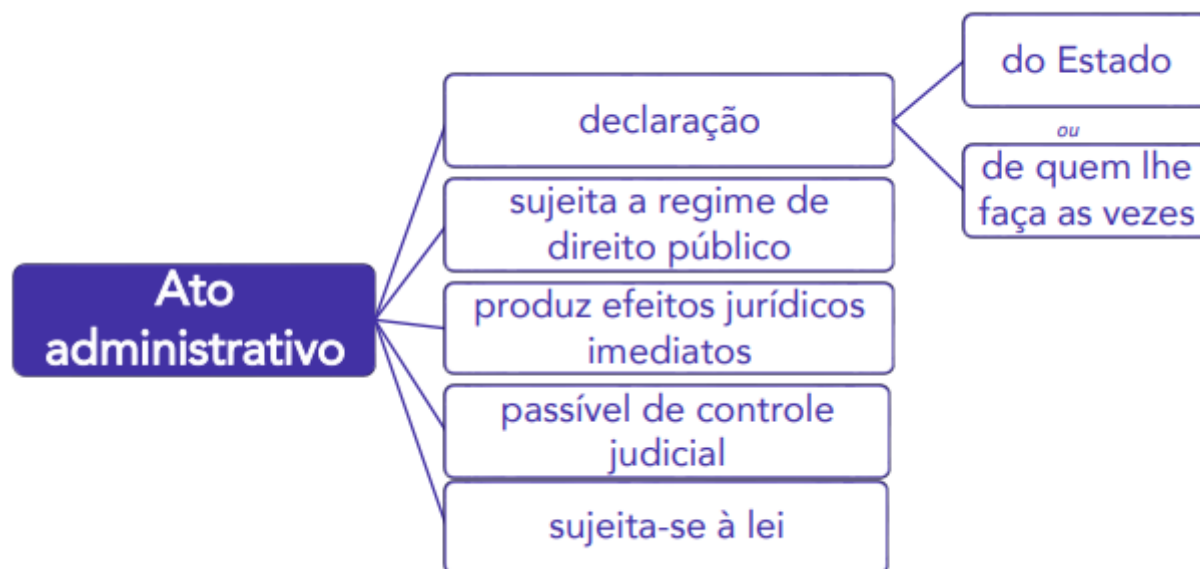 Ato
administrativo
declaração
do Estado
ou
de quem lhe
faça as vezes
sujeita a regime de
direito público
produz efeitos jurídicos
imediatos
passível de controle
judicial
sujeita-se à lei